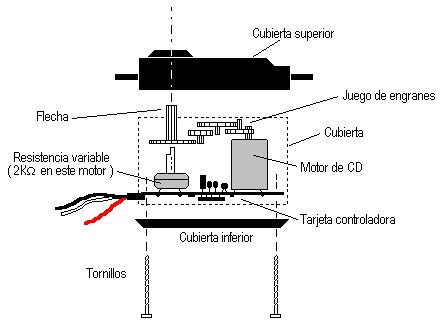 Cubierta superior
Juego de engranes
Flecha
Cubierta
Resistencia variable
( 2KΩ en este motor )
Motor de CD
Tarjeta controladora
Cubierta inferior
Tornillos